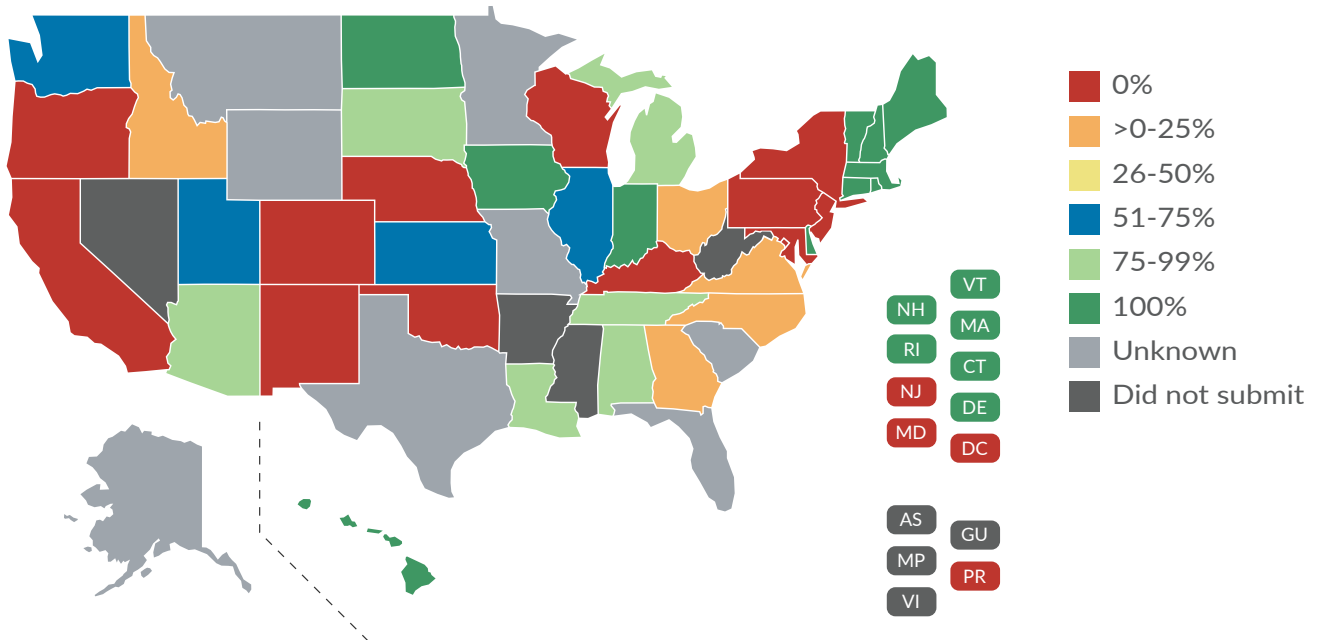 0%
>0-25%
26-50%
51-75%
75-99%
100%
Unknown
Did not submit
VT
NH
MA
RI
CT
NJ
DE
MD
DC
AS
GU
MP
PR
VI